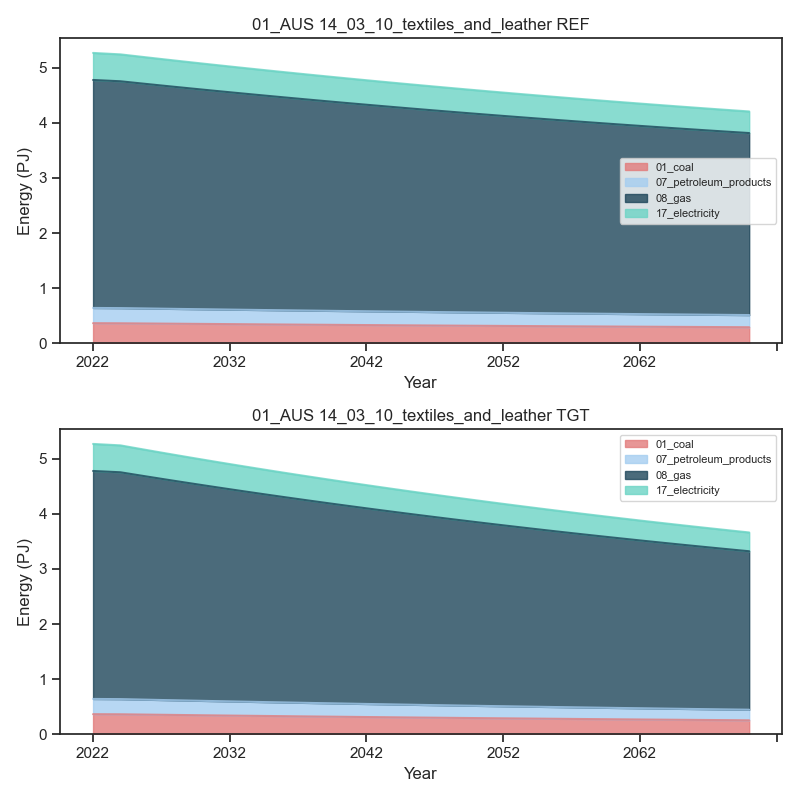 01_AUS 14_03_10_textiles_and_leather REF
Energy (PJ)
5
4
3
2
1
0
01_coal
07_petroleum_products
08_gas
17_electricity
2022 2032 2042 2052 2062
Year
01_AUS 14_03_10_textiles_and_leather TGT
Energy (PJ)
5
4
3
2
1
0
01_coal
07_petroleum_products
08_gas
17_electricity
2022 2032 2042 2052 2062
Year